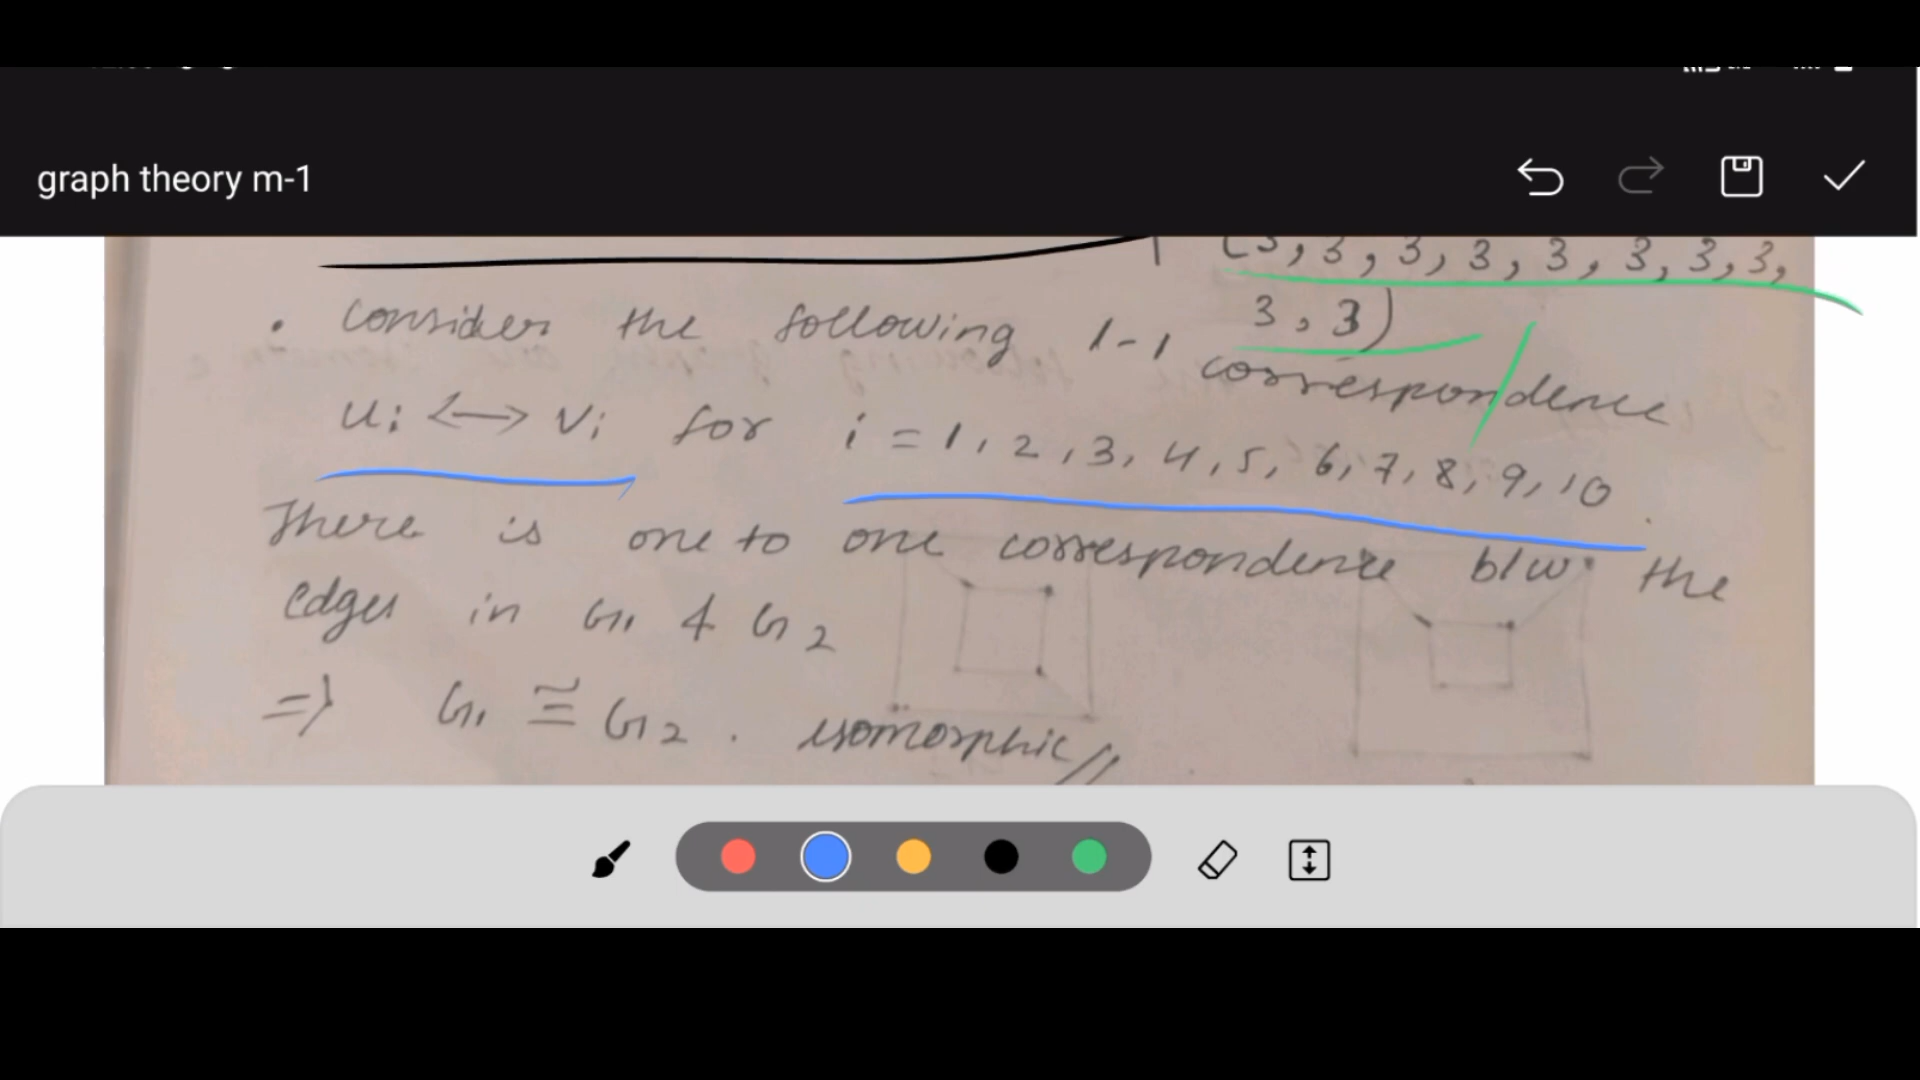 graph theory m-1
(3, 3, 3, 3, 3, 3, 3, 3,
3, 3)
. Consider the following 1-1 correspondence
ui ⟷ vi for i = 1, 2, 3, 4, 5, 6, 7, 8, 9, 10.
There is one to one correspondence b/w the
edges in G1 & G2
=> G1 ≅ G2. isomorphic//